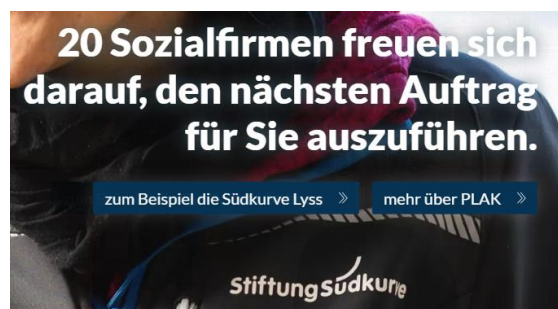 20 Sozialfirmen freuen sich
darauf, den nächsten Auftrag
für Sie auszuführen.
zum Beispiel die Südkurve Lyss »
mehr über PLAK »
Stiftung Südkurve